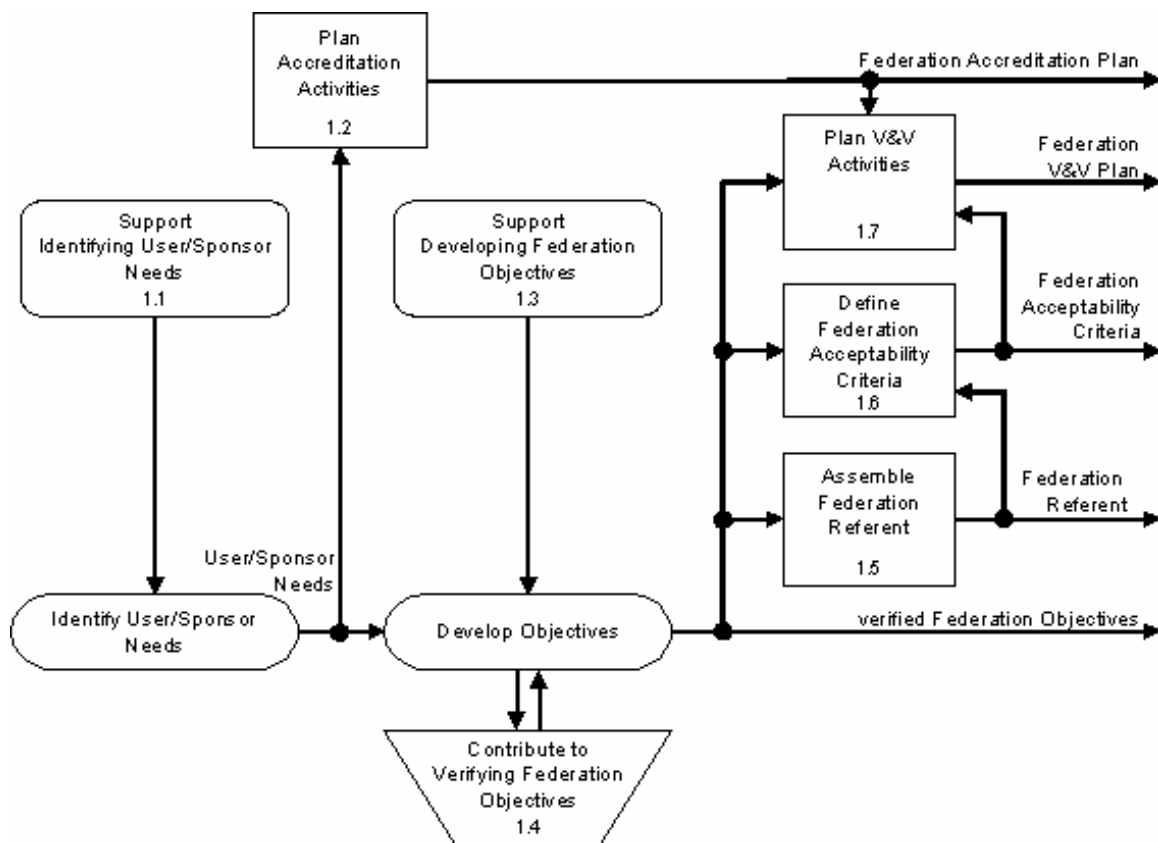 Plan
Accreditation
Activities
1.2
Federation Accreditation Plan
Plan V&V
Activities
1.7
Federation
V&V Plan
Support
Identifying User/Sponsor
Needs
1.1
Support
Developing Federation
Objectives
1.3
Define
Federation
Acceptability
Criteria
1.6
Federation
Acceptability
Criteria
Assemble
Federation
Referent
1.5
Federation
Referent
User/Sponsor
Needs
Identify User/Sponsor
Needs
Develop Objectives
verified Federation Objectives
Contribute to
Verifying Federation
Objectives
1.4